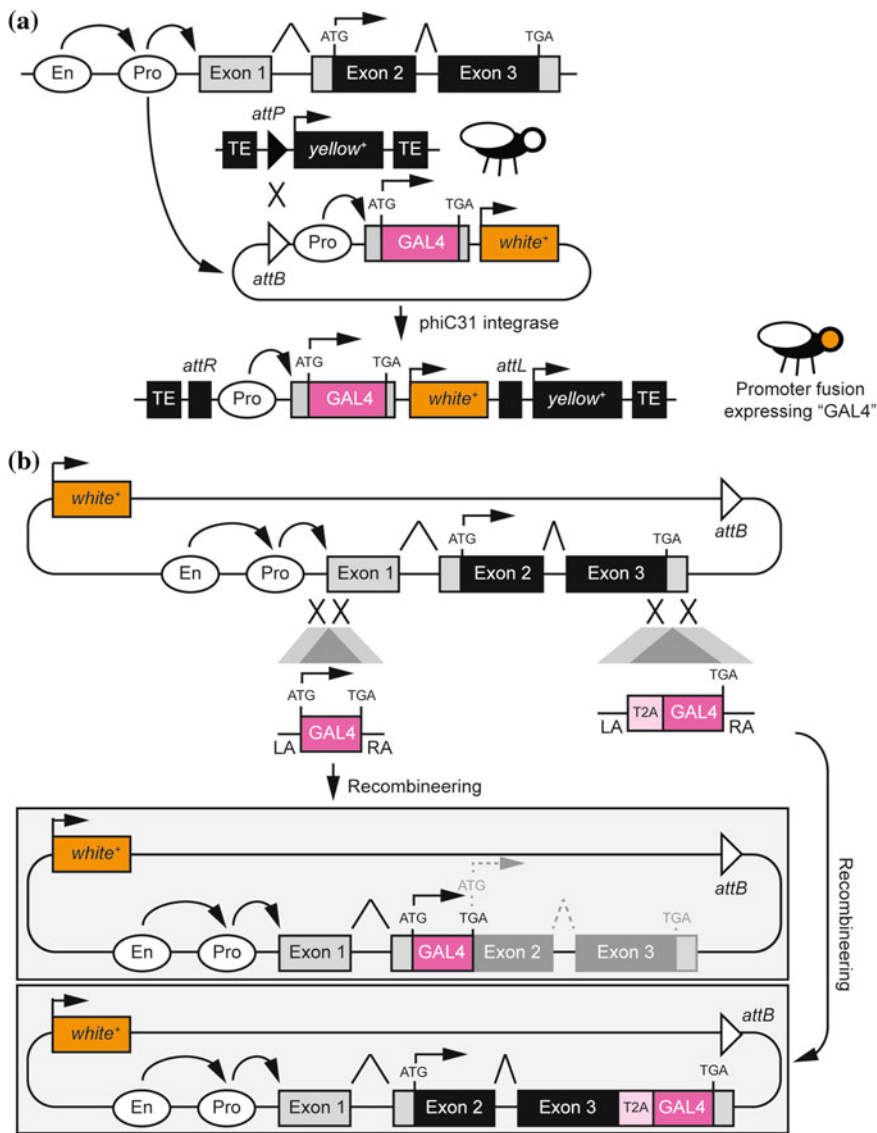 (a)
ATG TGA
En Pro Exon 1 Exon 2 Exon 3
attP
TE yellow⁺ TE
ATG TGA
Pro GAL4 white⁺
attB
phiC31 integrase
attR ATG TGA attL
TE Pro GAL4 white⁺ yellow⁺ TE
Promoter fusion
expressing “GAL4”
(b)
white⁺
attB
ATG TGA
En Pro Exon 1 Exon 2 Exon 3
ATG TGA
GAL4
LA RA
TGA
T2A GAL4
LA RA
Recombineering
Recombineering
white⁺
attB
ATG
ATG TGA TGA
En Pro Exon 1 GAL4 Exon 2 Exon 3
white⁺
attB
ATG TGA
En Pro Exon 1 Exon 2 Exon 3 T2A GAL4